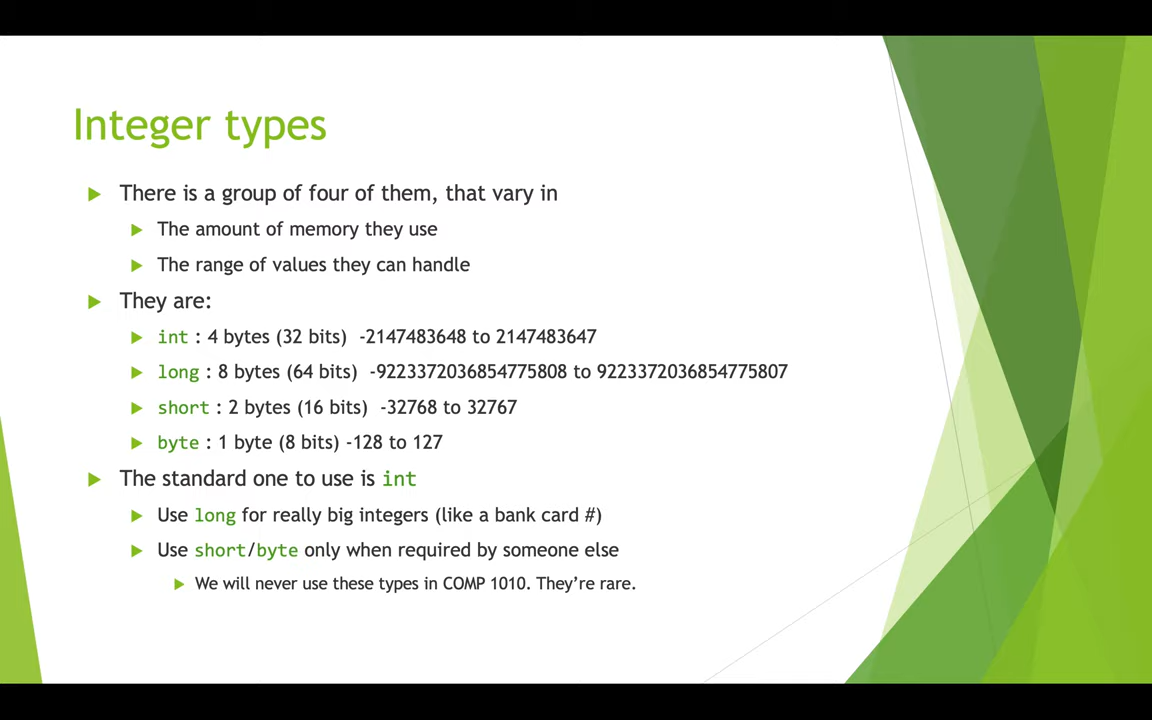 Integer types
There is a group of four of them, that vary in
The amount of memory they use
The range of values they can handle
They are:
int : 4 bytes (32 bits) -2147483648 to 2147483647
long : 8 bytes (64 bits) -9223372036854775808 to 9223372036854775807
short : 2 bytes (16 bits) -32768 to 32767
byte : 1 byte (8 bits) -128 to 127
The standard one to use is int
Use long for really big integers (like a bank card #)
Use short/byte only when required by someone else
We will never use these types in COMP 1010. They’re rare.